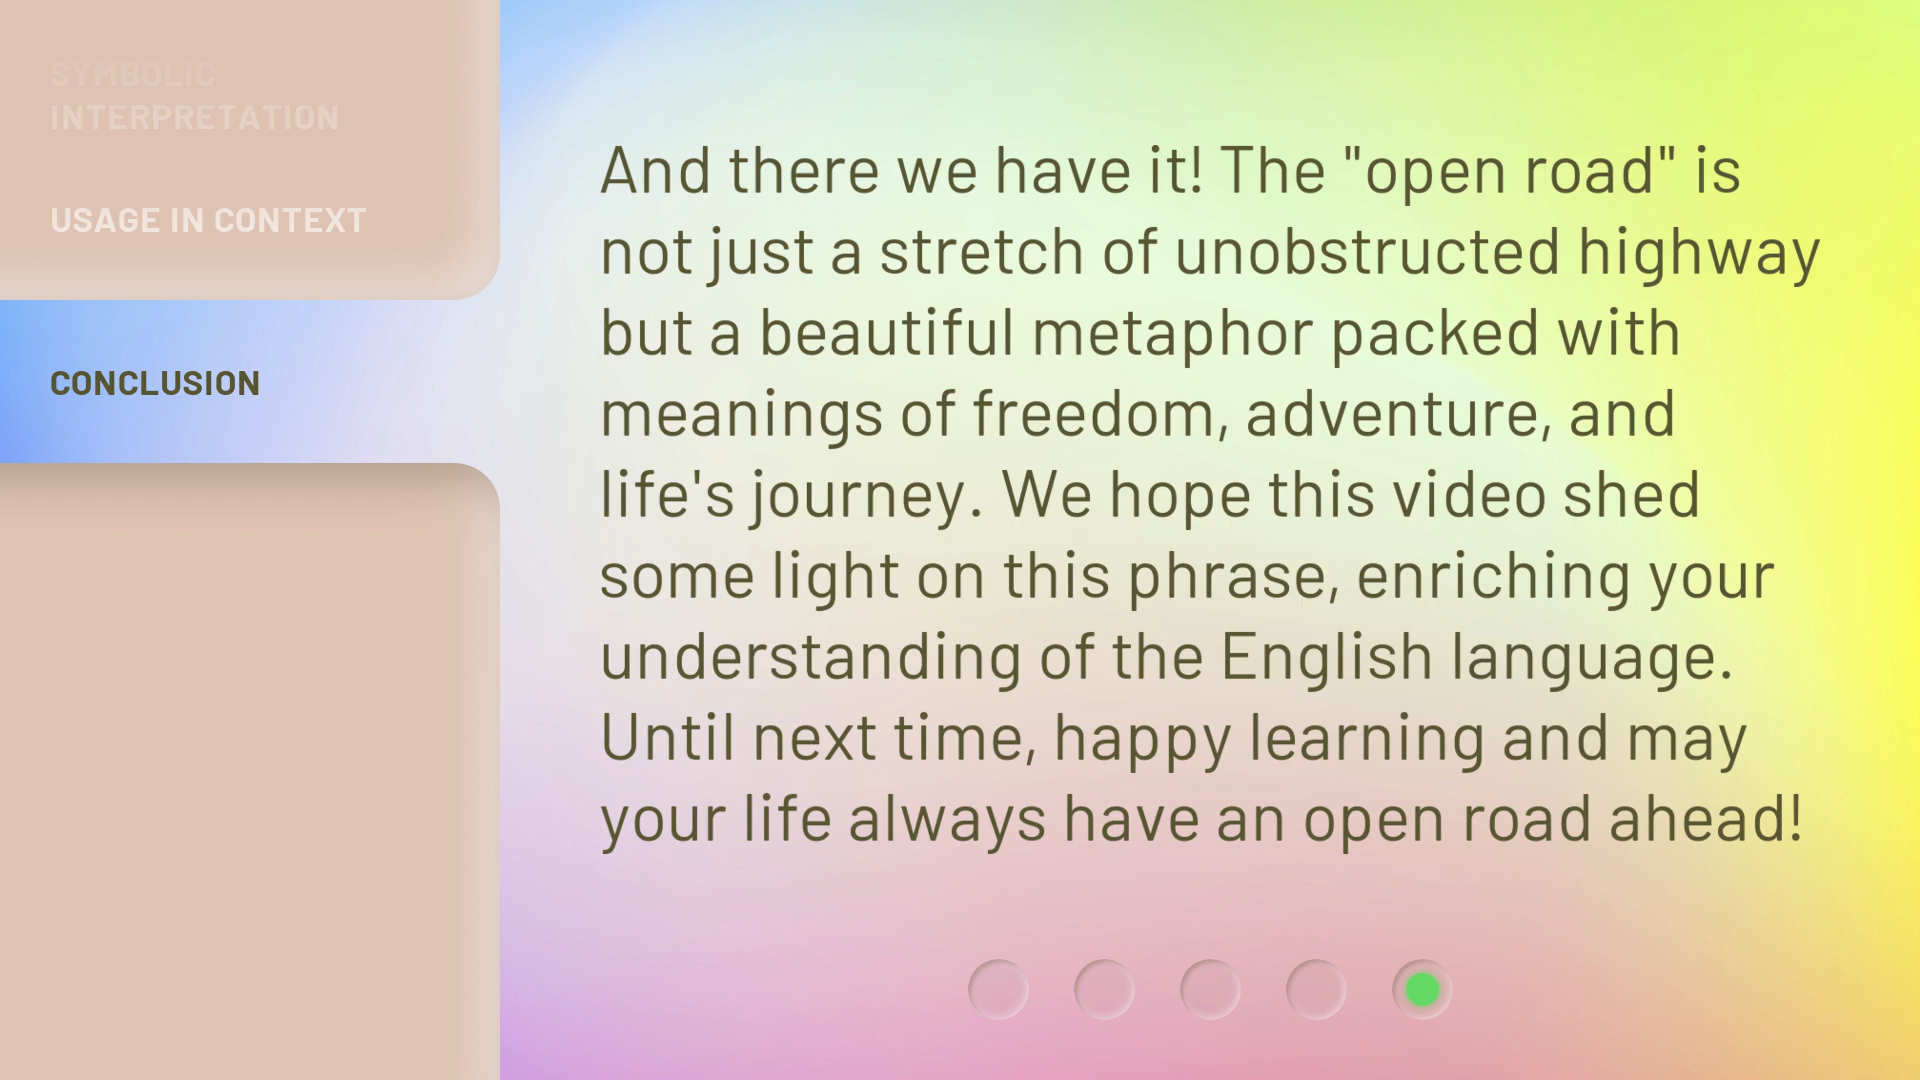 SYMBOLIC
INTERPRETATION
USAGE IN CONTEXT
CONCLUSION
And there we have it! The "open road" is
not just a stretch of unobstructed highway
but a beautiful metaphor packed with
meanings of freedom, adventure, and
life's journey. We hope this video shed
some light on this phrase, enriching your
understanding of the English language.
Until next time, happy learning and may
your life always have an open road ahead!